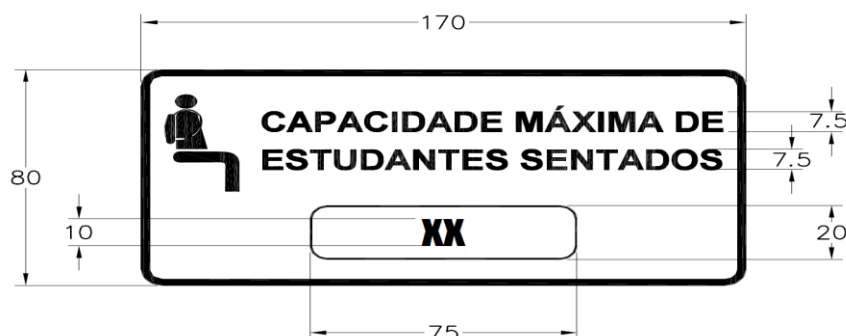 170
CAPACIDADE MÁXIMA DE
7.5
ESTUDANTES SENTADOS
7.5
80
10
XX
20
75